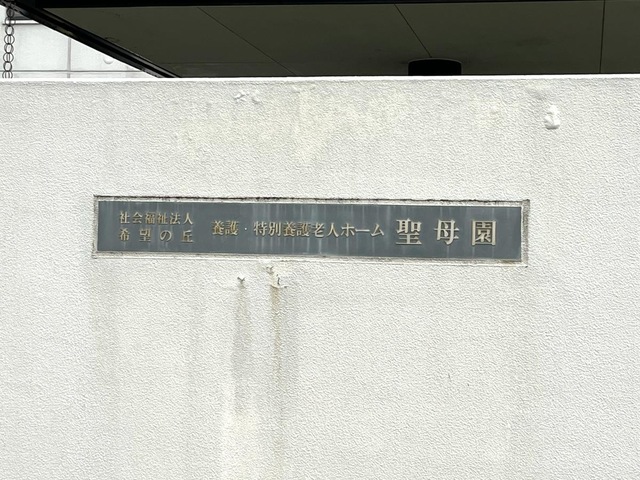 社会福祉法人
希望の丘
養護・特別養護老人ホーム 聖母園